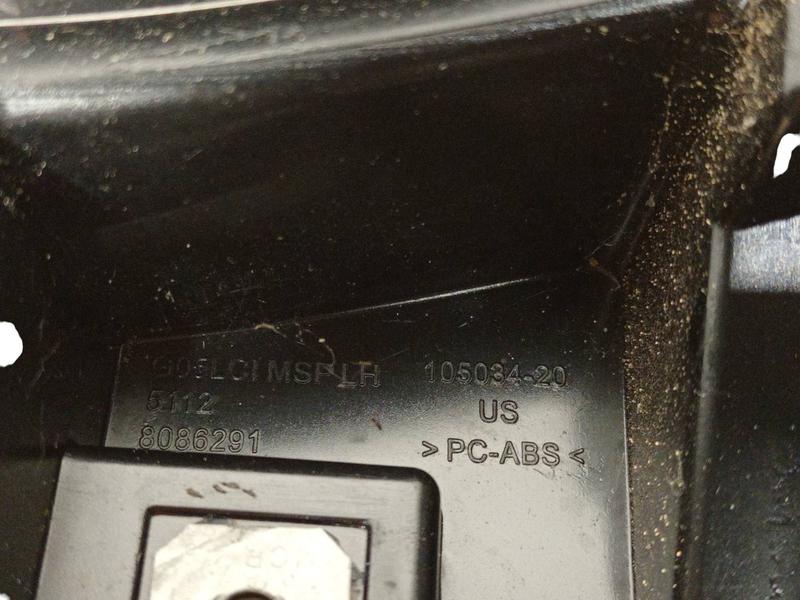 G05LCI MSP LH 105034-20
5112 US
8086291 >PC-ABS<